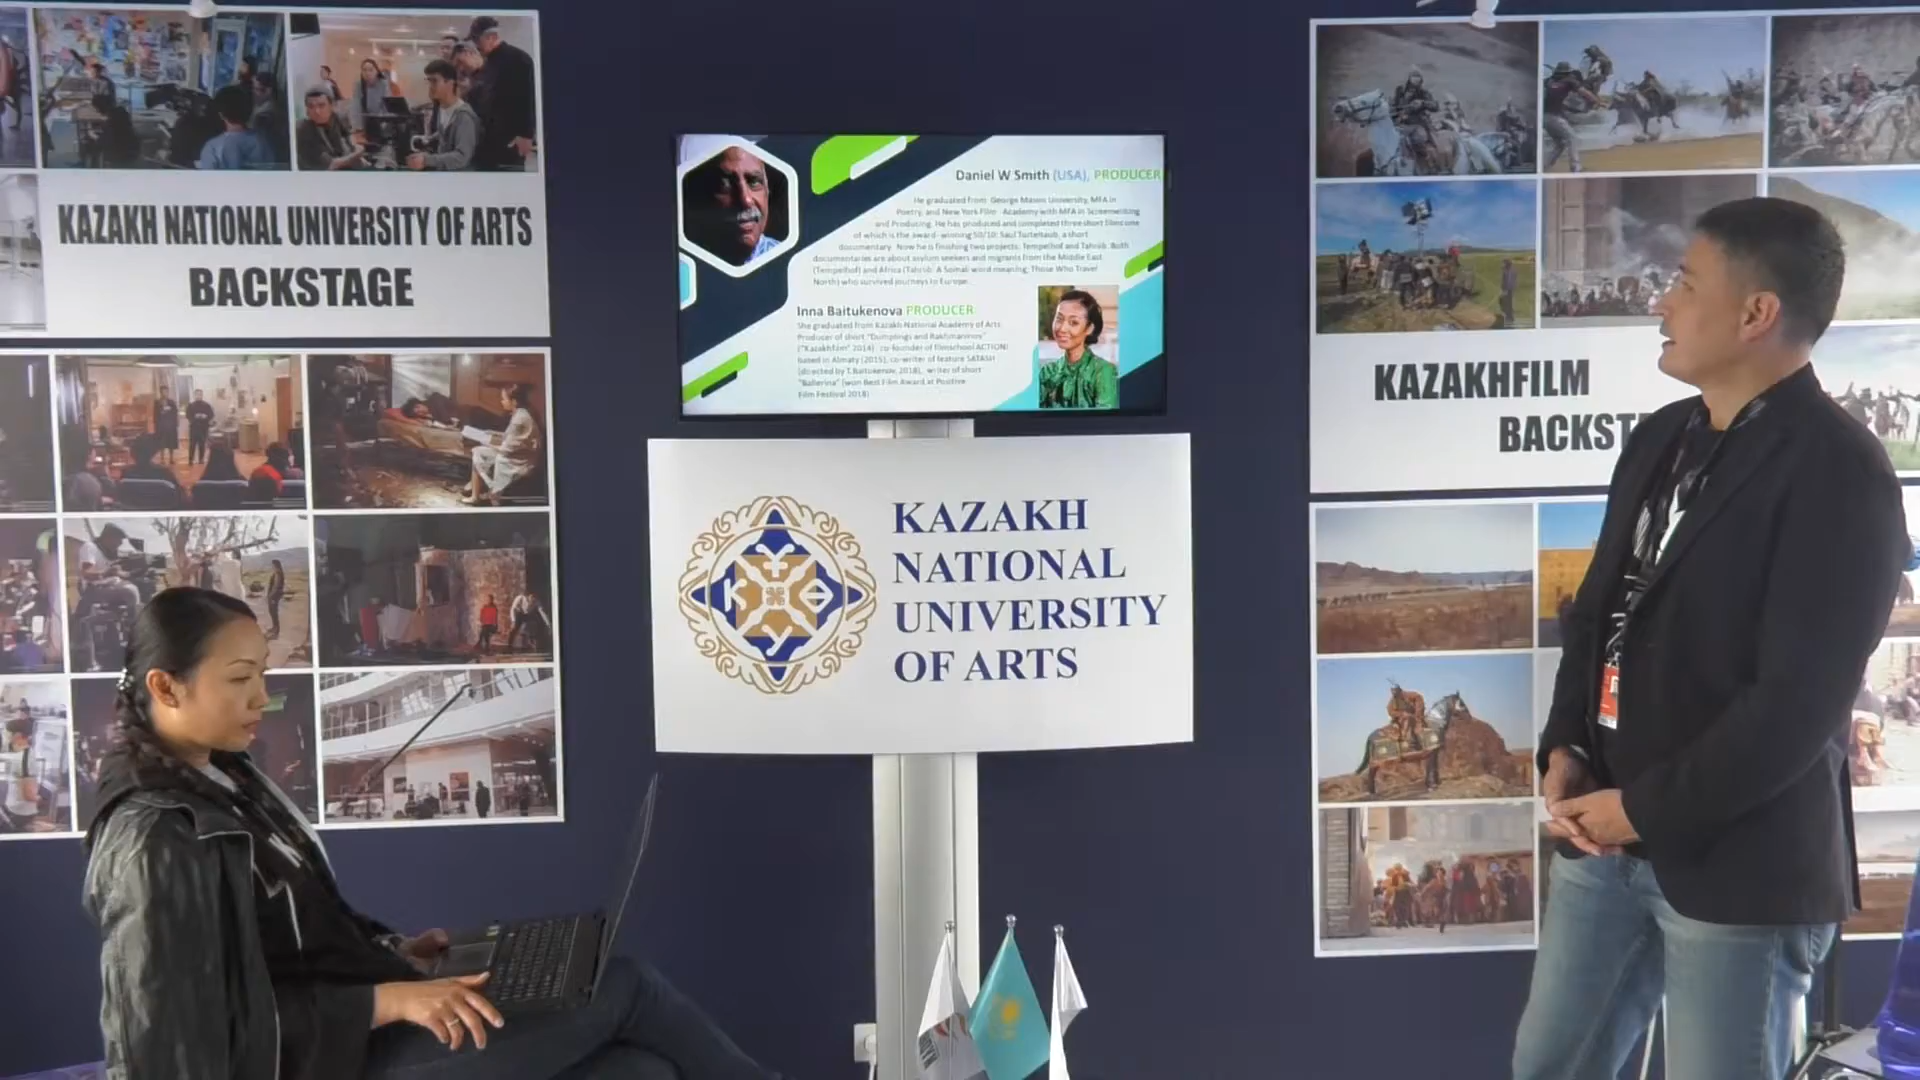 KAZAKH NATIONAL UNIVERSITY OF ARTS
BACKSTAGE
Daniel W Smith (USA), PRODUCER
He graduated from George Mason University, MFA in
Poetry, and New York Film Academy with MFA in Screenwriting
and Producing. He has produced and completed three short films one
of which is the award-winning 50/10: Saul Turteltaub, a short
documentary. Now he is finishing two projects: Tempelhof and Tahriib. Both
documentaries are about asylum seekers and migrants from the Middle East
(Tempelhof) and Africa (Tahriib: A Somali word meaning: Those Who Travel
North) who survived journeys to Europe.
Inna Baitukenova PRODUCER
She graduated from Kazakh National Academy of Arts.
Producer of short "Dumplings and Rakhmaninov"
("Kazakhfilm" 2014), co-founder of filmschool ACTION!
based in Almaty (2015), co-writer of feature SATASH
(directed by T.Baitukenov, 2018), writer of short
"Ballerina" (won Best Film Award at Positive
Film Festival 2018)
KAZAKH
NATIONAL
UNIVERSITY
OF ARTS
KAZAKHFILM
BACKST